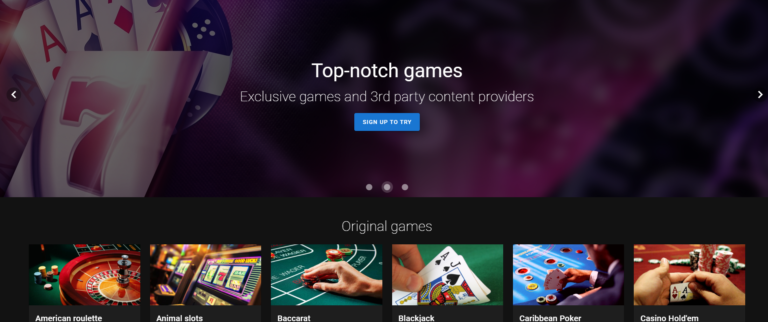 Top-notch games
Exclusive games and 3rd party content providers
SIGN UP TO TRY
Original games
American roulette
Animal slots
Baccarat
Blackjack
Caribbean Poker
Casino Hold'em